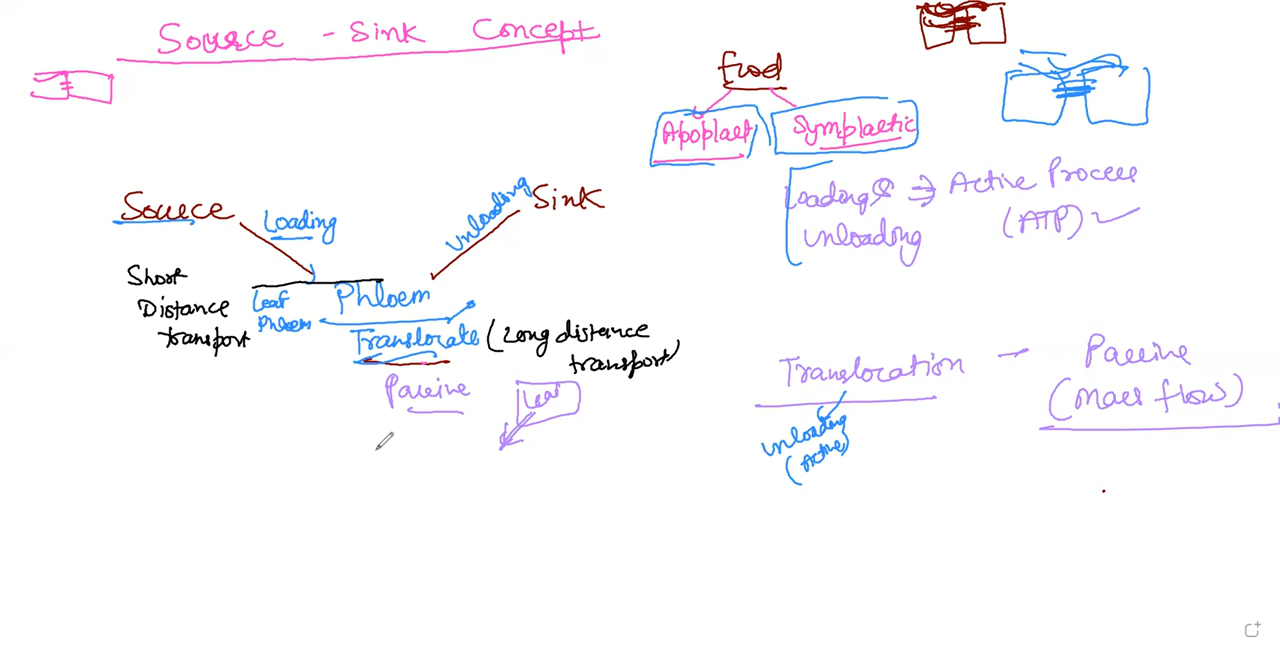 Source - Sink Concept
food
Apoplast
Symplastic
Loading & ⇒ Active Process
unloading (ATP) ✓
Source
Loading
unloading
Sink
Short
Distance
transport
Leaf
Phloem
Phloem
Translocate (Long distance
transport)
Passive
Leaf
Translocation - Passive
(Mass flow)
unloading
(Active)